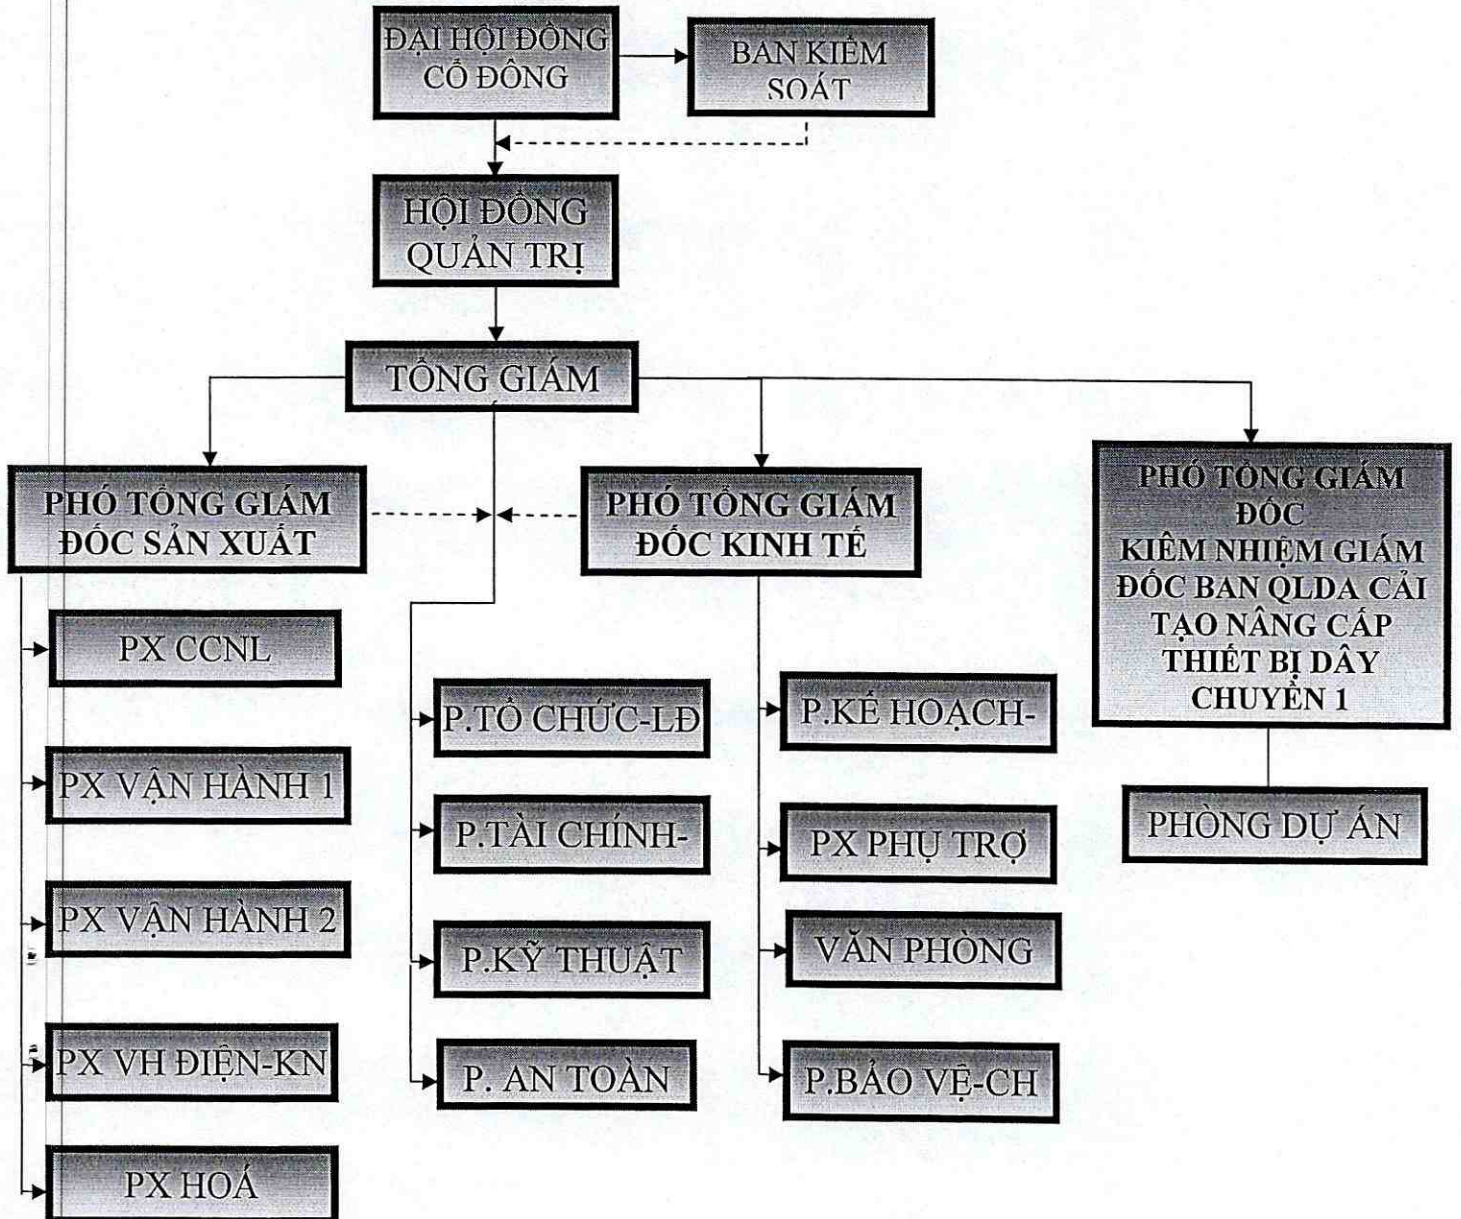 ĐẠI HỘI ĐỒNG
CỔ ĐÔNG
BAN KIỂM
SOÁT
HỘI ĐỒNG
QUẢN TRỊ
TỔNG GIÁM
PHÓ TỔNG GIÁM
ĐỐC SẢN XUẤT
PHÓ TỔNG GIÁM
ĐỐC KINH TẾ
PHÓ TỔNG GIÁM
ĐỐC
KIÊM NHIỆM GIÁM
ĐỐC BAN QLDA CẢI
TẠO NÂNG CẤP
THIẾT BỊ DÂY
CHUYỀN 1
PX CCNL
PX VẬN HÀNH 1
PX VẬN HÀNH 2
PX VH ĐIỆN-KN
PX HOÁ
P.TỔ CHỨC-LĐ
P.TÀI CHÍNH-
P.KỸ THUẬT
P. AN TOÀN
P.KẾ HOẠCH-
PX PHỤ TRỢ
VĂN PHÒNG
P.BẢO VỆ-CH
PHÒNG DỰ ÁN